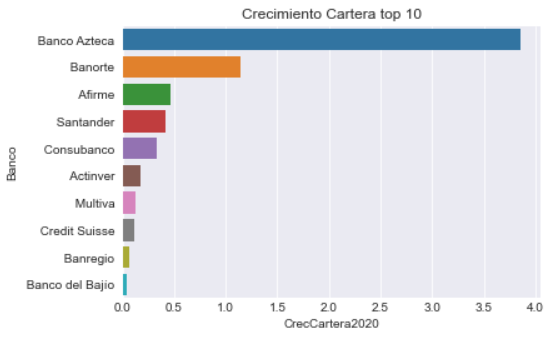 Crecimiento Cartera top 10
Banco Azteca
Banorte
Afirme
Santander
Consubanco
Actinver
Multiva
Credit Suisse
Banregio
Banco del Bajio
Banco
0.0 0.5 1.0 1.5 2.0 2.5 3.0 3.5 4.0
CrecCartera2020